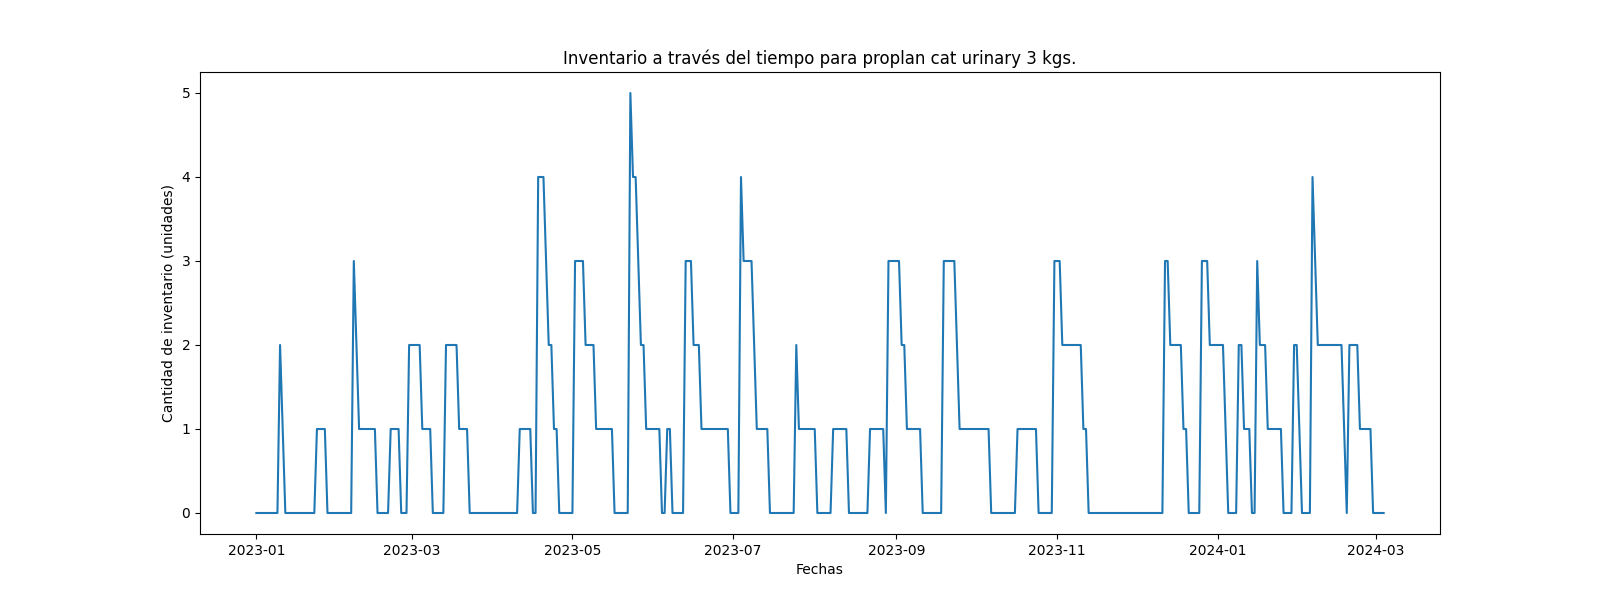 Inventario a través del tiempo para proplan cat urinary 3 kgs.
Cantidad de inventario (unidades)
5
4
3
2
1
0
2023-01 2023-03 2023-05 2023-07 2023-09 2023-11 2024-01 2024-03
Fechas